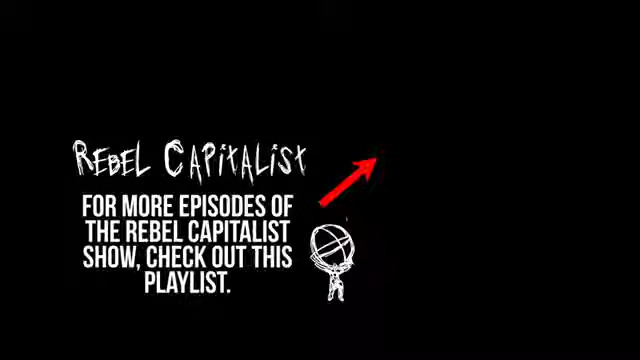 REBEL CAPITALIST
FOR MORE EPISODES OF
THE REBEL CAPITALIST
SHOW, CHECK OUT THIS
PLAYLIST.